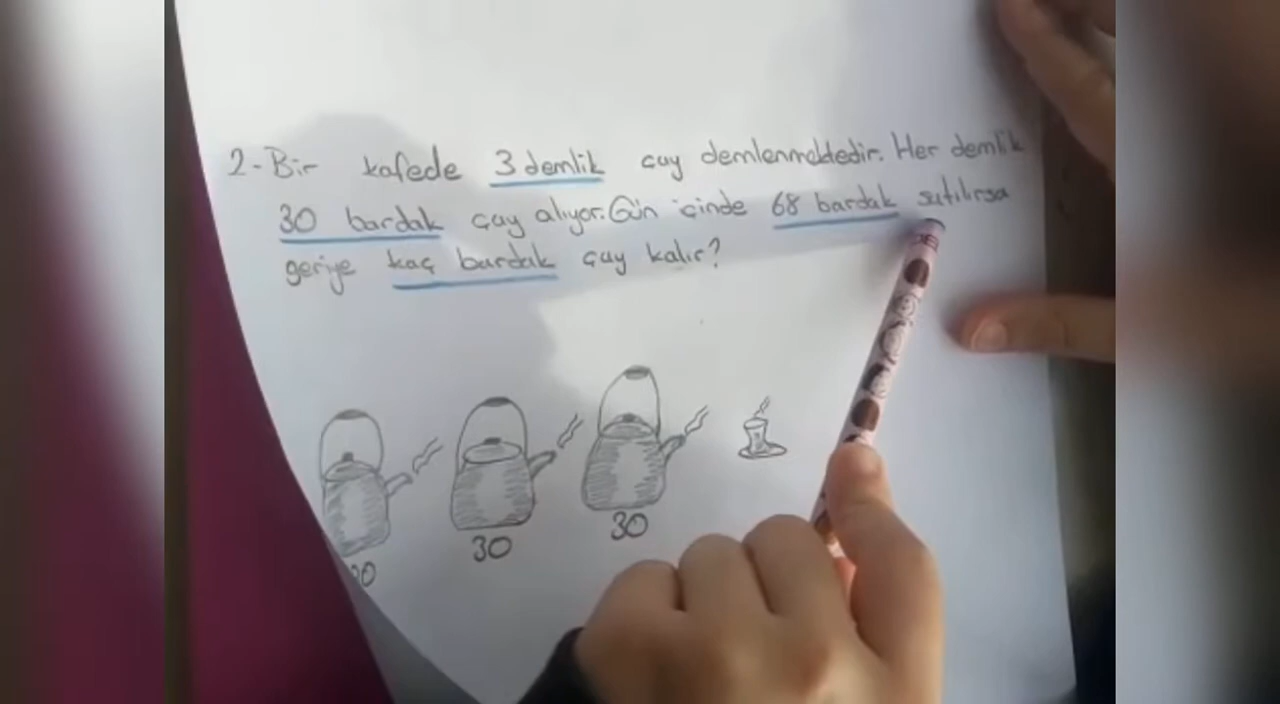 2-Bir kafede 3 demlik çay demlenmektedir. Her demlik
30 bardak çay alıyor. Gün içinde 68 bardak satılırsa
geriye kaç bardak çay kalır?
30 30